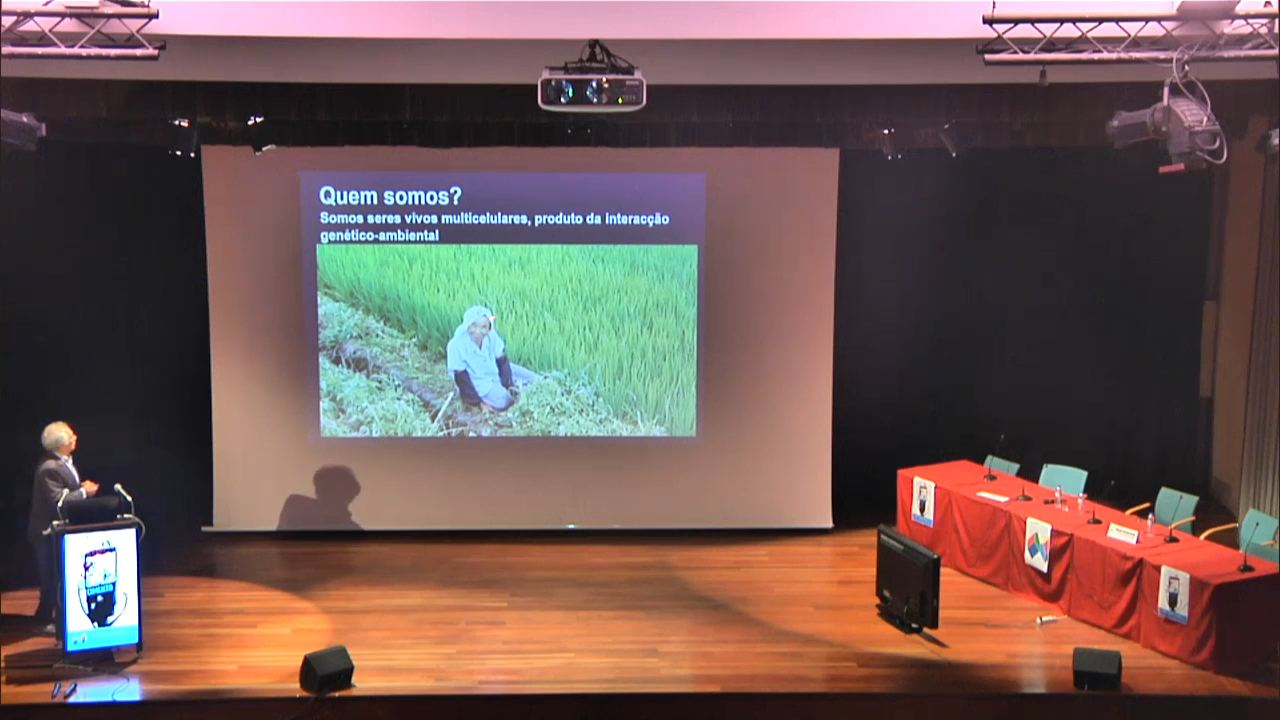 Quem somos?
Somos seres vivos multicelulares, produto da interacção
genético-ambiental